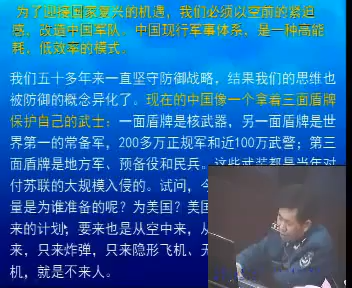 为了迎接国家复兴的机遇，我们必须以空前的紧迫
感，改造中国军队。中国现行军事体系，是一种高能
耗、低效率的模式。
我们五十多年来一直坚守防御战略，结果我们的思维也
被防御的概念异化了。现在的中国像一个拿着三面盾牌
保护自己的武士：一面盾牌是核武器，另一面盾牌是世
界第一的常备军，200多万正规军和近100万武警；第三
面盾牌是地方军、预备役和民兵。这些武装都是当年对
付苏联的大规模入侵的。试问，今
量是为谁准备的呢？为美国？美国
来的计划；要来也是从空中来，从
来，只来炸弹，只来隐形飞机、无
机，就是不来人。